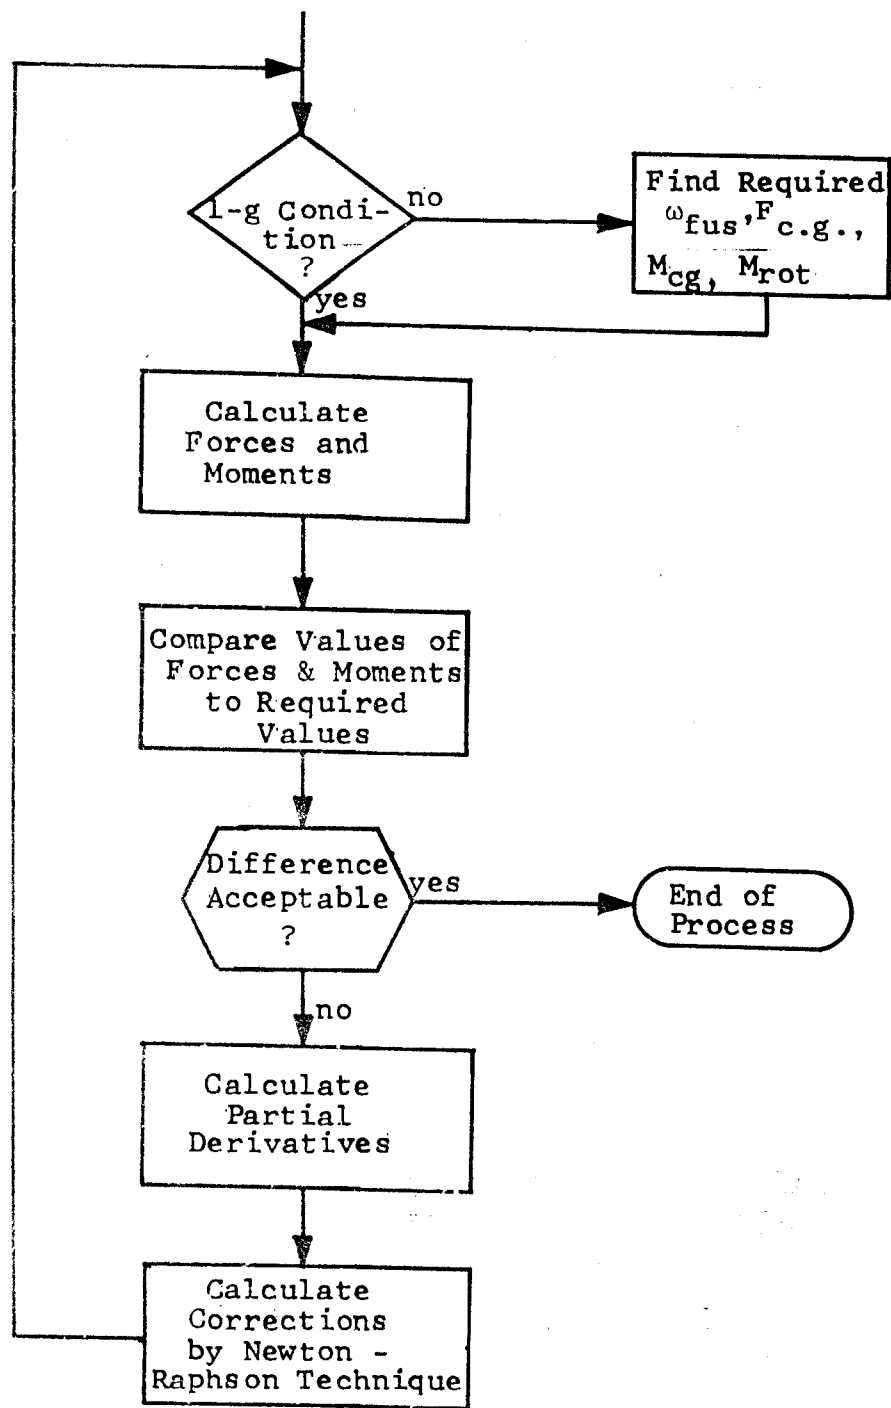 1-g Condi-
tion
?
no
yes
Find Required
ωfus, Fc.g.,
Mcg, Mrot
Calculate
Forces and
Moments
Compare Values of
Forces & Moments
to Required
Values
Difference
Acceptable
?
yes
no
End of
Process
Calculate
Partial
Derivatives
Calculate
Corrections
by Newton -
Raphson Technique